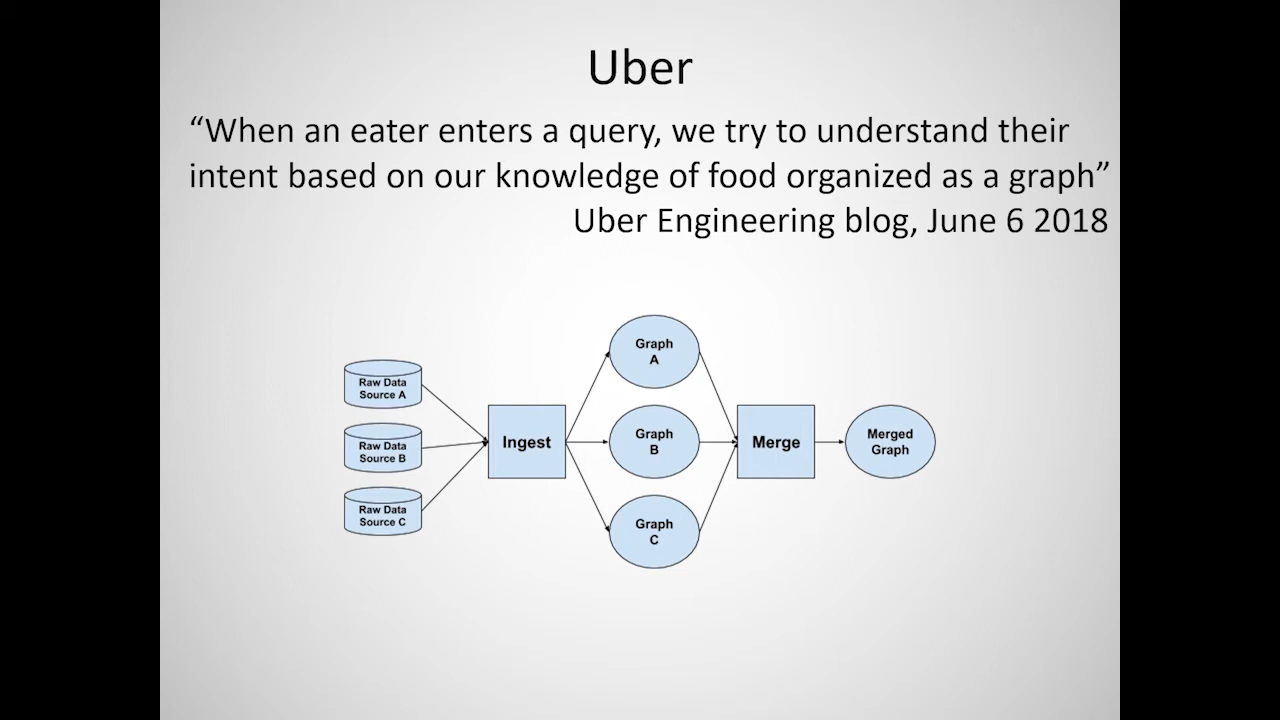 Uber
“When an eater enters a query, we try to understand their
intent based on our knowledge of food organized as a graph”
Uber Engineering blog, June 6 2018
Raw Data
Source A
Raw Data
Source B
Raw Data
Source C
Ingest
Graph
A
Graph
B
Graph
C
Merge
Merged
Graph